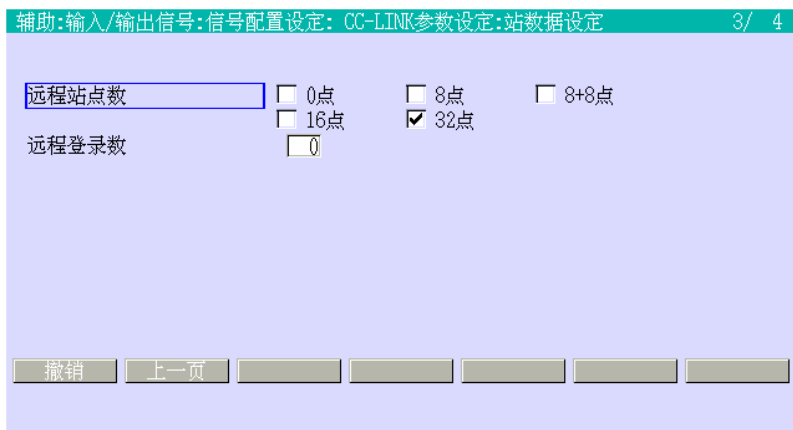 辅助:输入/输出信号:信号配置设定: CC-LINK参数设定:站数据设定 3/ 4
远程站点数 0点 8点 8+8点
16点 32点
远程登录数 0
撤销 上一页